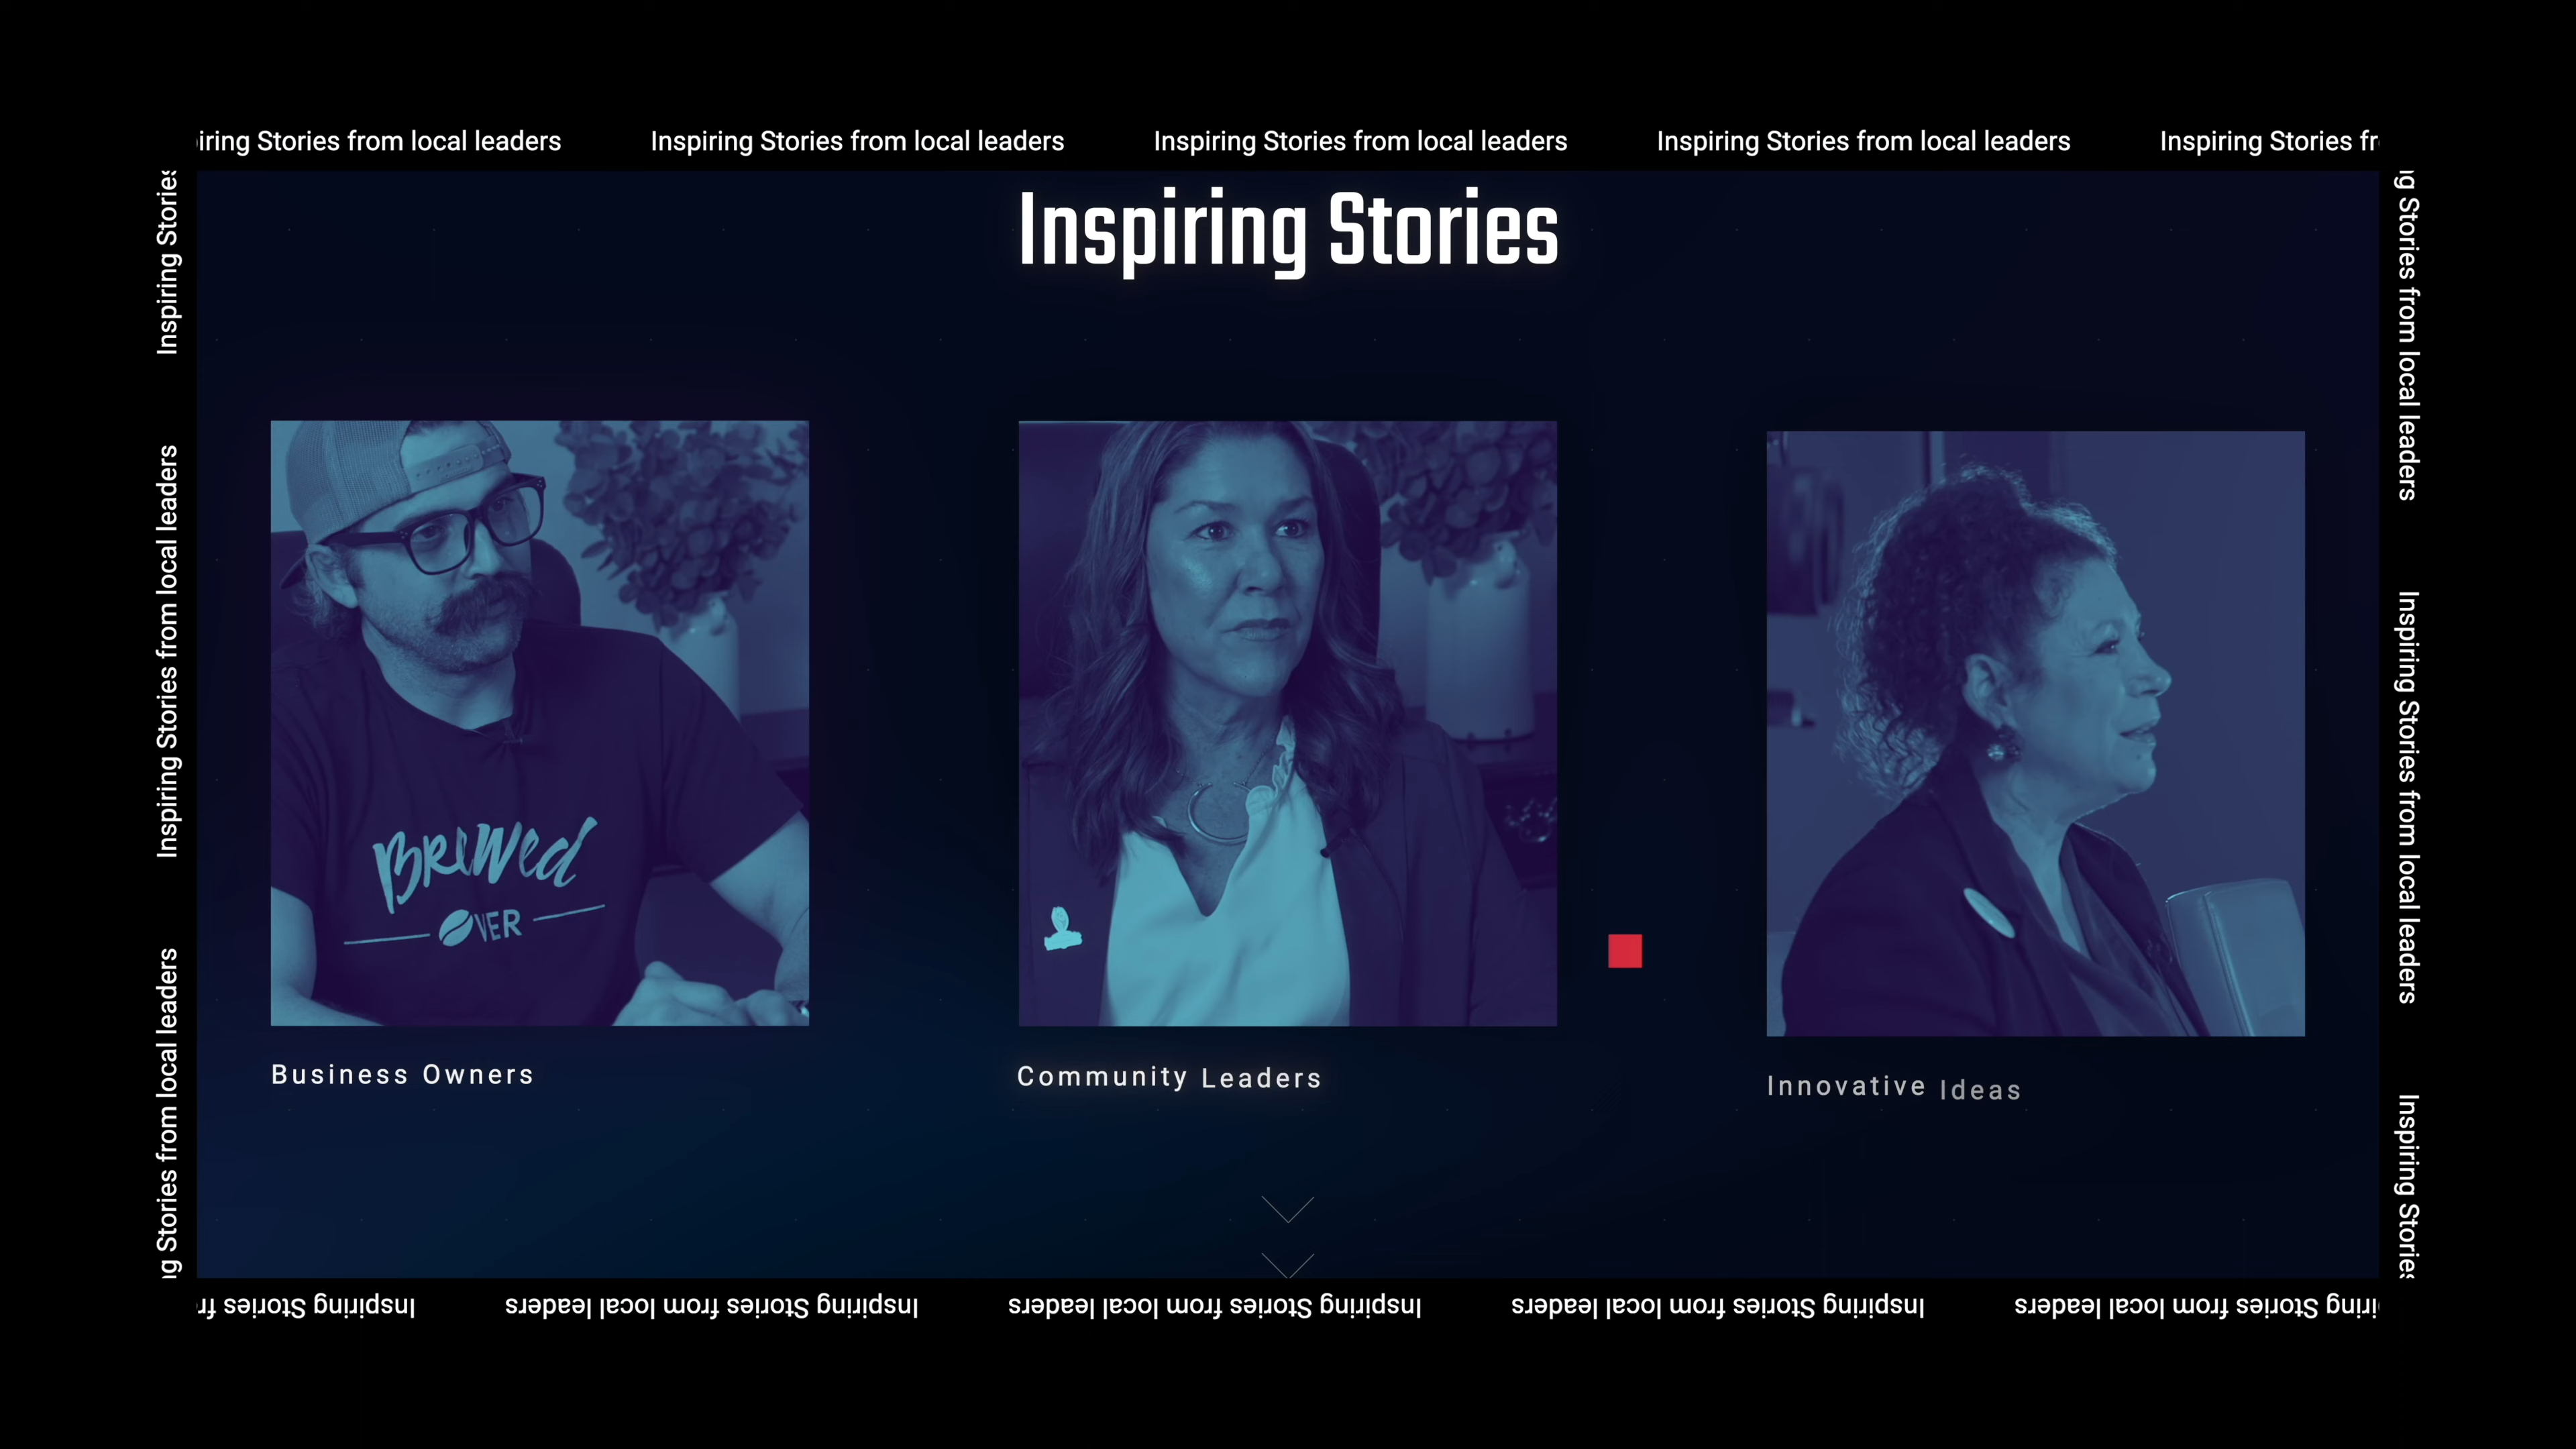 iring Stories from local leaders Inspiring Stories from local leaders Inspiring Stories from local leaders Inspiring Stories from local leaders Inspiring Stories fr
Inspiring Stories
Inspiring Stories from local leaders
ng Stories from local leaders
Inspiring Stories
BREWED
OVER
Business Owners
Community Leaders
Innovative Ideas
ng Stories from local leaders
Inspiring Stories from local leaders
Inspiring Stories
iring Stories from local leaders Inspiring Stories from local leaders Inspiring Stories from local leaders Inspiring Stories from local leaders Inspiring Stories fr